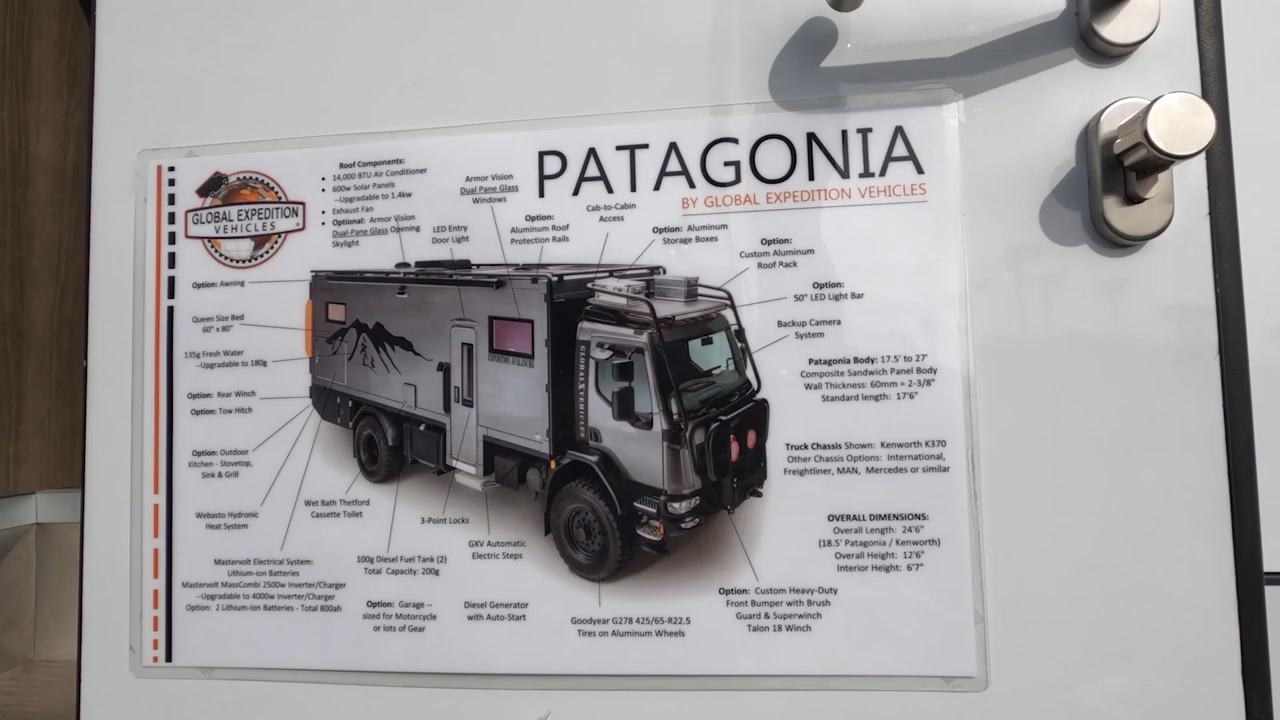 PATAGONIA
BY GLOBAL EXPEDITION VEHICLES
GLOBAL EXPEDITION
VEHICLES
Roof Components:
• 14,000 BTU Air Conditioner
• 600w Solar Panels
--Upgradable to 1.4kw
• Exhaust Fan
• Optional: Armor Vision
Dual-Pane Glass Opening
Skylight
Armor Vision
Dual Pane Glass
Windows
LED Entry
Door Light
Option:
Aluminum Roof
Protection Rails
Cab-to-Cabin
Access
Option: Aluminum
Storage Boxes
Option:
Custom Aluminum
Roof Rack
Option:
50" LED Light Bar
Backup Camera
System
Option: Awning
Queen Size Bed
60" x 80"
135g Fresh Water
--Upgradable to 180g
Option: Rear Winch
Option: Tow Hitch
Option: Outdoor
Kitchen - Stovetop,
Sink & Grill
Webasto Hydronic
Heat System
EXPEDITION AVALANCHE
GLOBALXVEHICLES
Patagonia Body: 17.5' to 27'
Composite Sandwich Panel Body
Wall Thickness: 60mm = 2-3/8"
Standard length: 17'6"
Truck Chassis Shown: Kenworth K370
Other Chassis Options: International,
Freightliner, MAN, Mercedes or similar
OVERALL DIMENSIONS:
Overall Length: 24'6"
(18.5' Patagonia / Kenworth)
Overall Height: 12'6"
Interior Height: 6'7"
Wet Bath Thetford
Cassette Toilet
3-Point Locks
GXV Automatic
Electric Steps
Mastervolt Electrical System:
Lithium-ion Batteries
Mastervolt MassCombi 2500w Inverter/Charger
--Upgradable to 4000w Inverter/Charger
Option: 2 Lithium-Ion Batteries - Total 800ah
100g Diesel Fuel Tank (2)
Total Capacity: 200g
Option: Garage --
sized for Motorcycle
or lots of Gear
Diesel Generator
with Auto-Start
Goodyear G278 425/65-R22.5
Tires on Aluminum Wheels
Option: Custom Heavy-Duty
Front Bumper with Brush
Guard & Superwinch
Talon 18 Winch